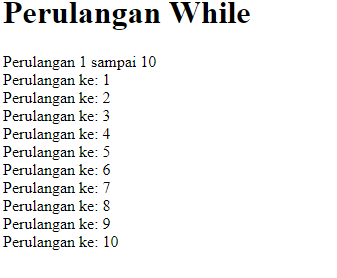 Perulangan While
Perulangan 1 sampai 10
Perulangan ke: 1
Perulangan ke: 2
Perulangan ke: 3
Perulangan ke: 4
Perulangan ke: 5
Perulangan ke: 6
Perulangan ke: 7
Perulangan ke: 8
Perulangan ke: 9
Perulangan ke: 10